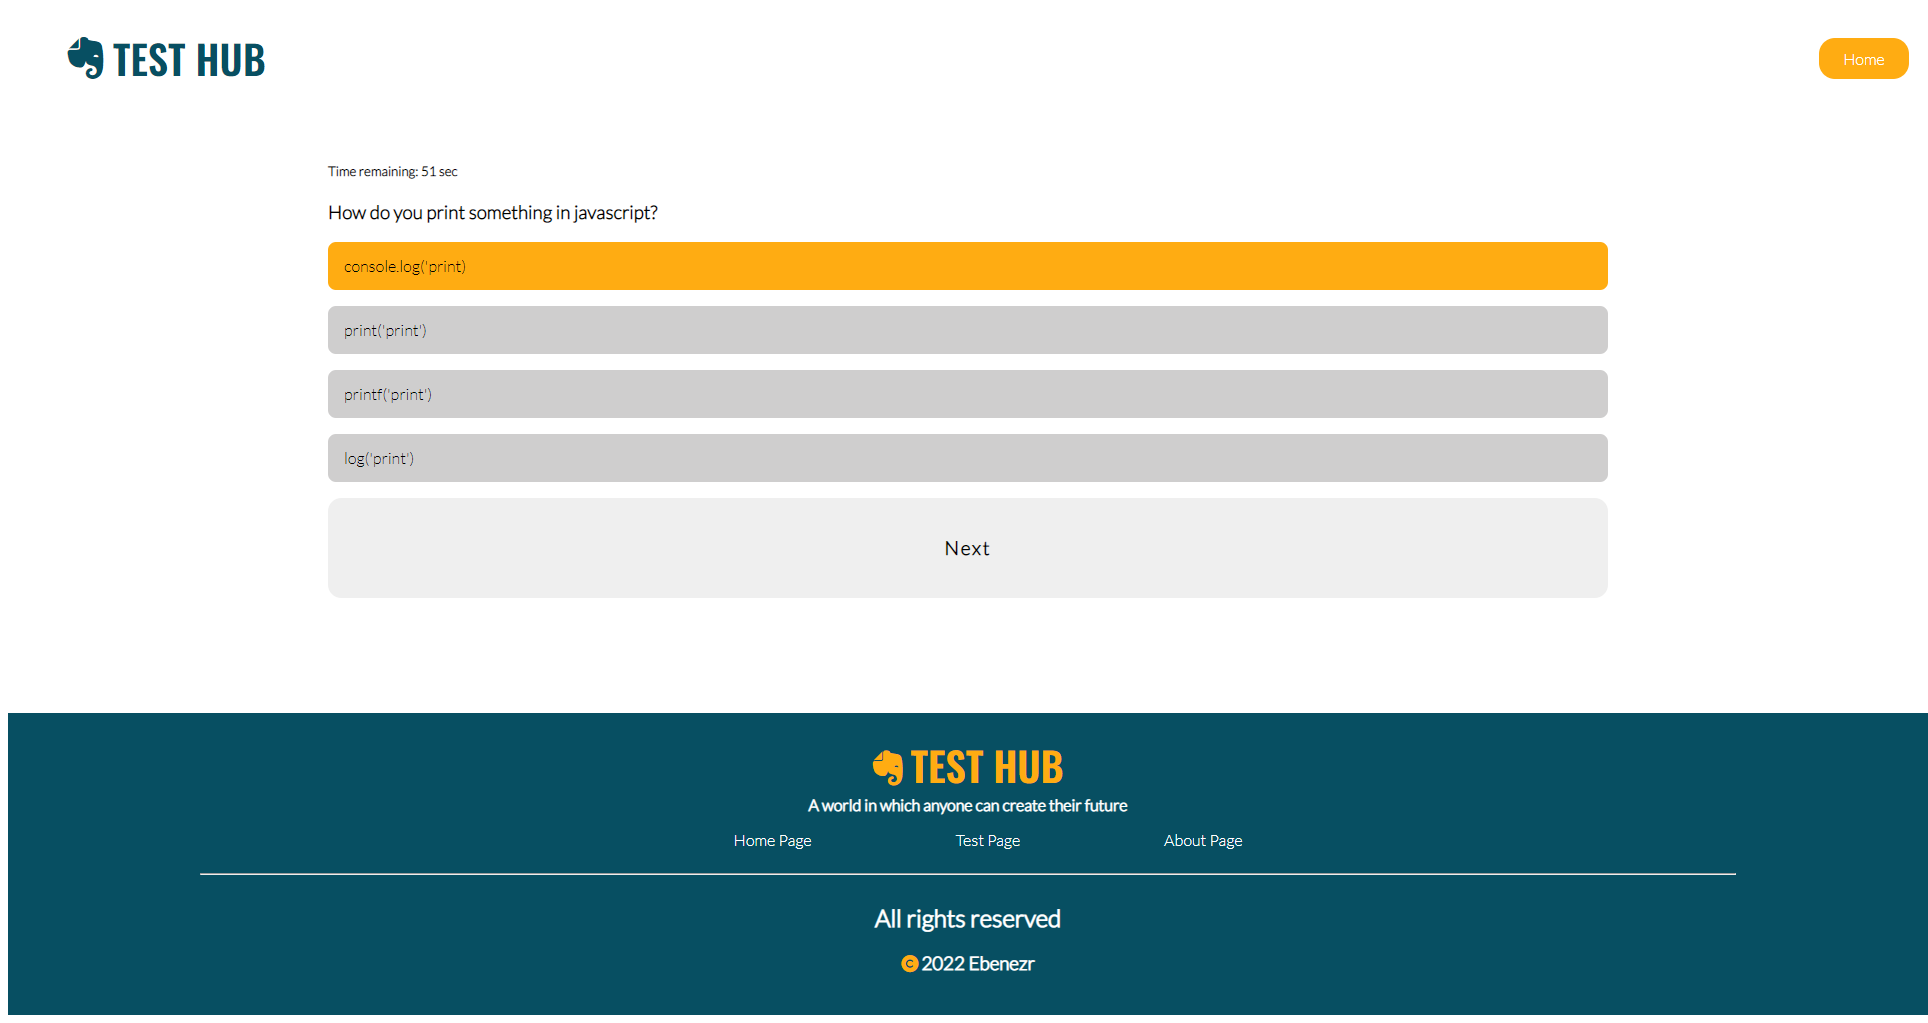 TEST HUB
Home
Time remaining: 51 sec
How do you print something in javascript?
console.log('print)
print('print')
printf('print')
log('print')
Next
TEST HUB
A world in which anyone can create their future
Home Page Test Page About Page
All rights reserved
© 2022 Ebenezr